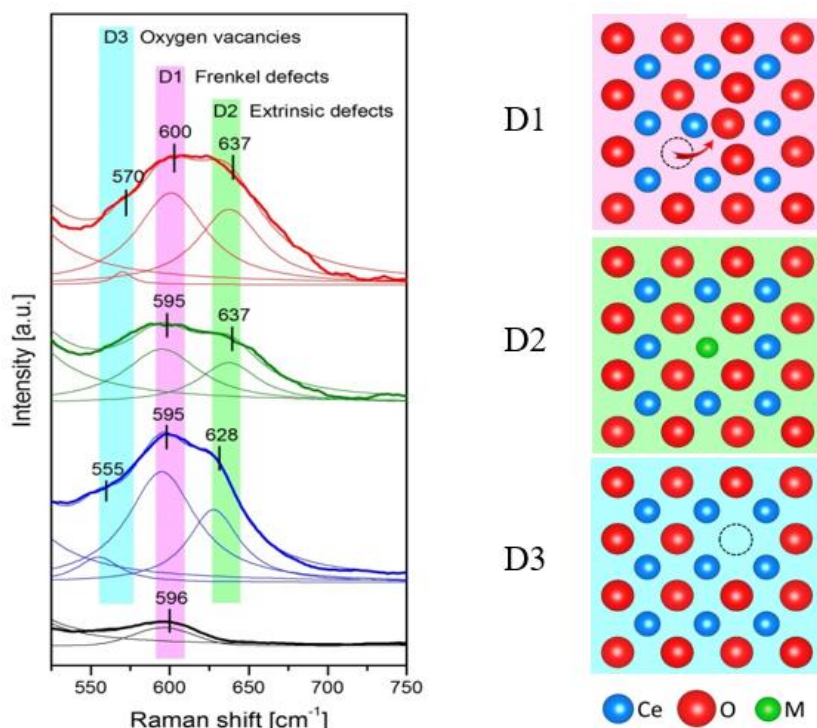 D3 Oxygen vacancies
D1 Frenkel defects
D2 Extrinsic defects
600
637
570
595
637
595
628
555
596
Intensity [a.u.]
550 600 650 700 750
Raman shift [cm⁻¹]
D1
D2
D3
Ce O M